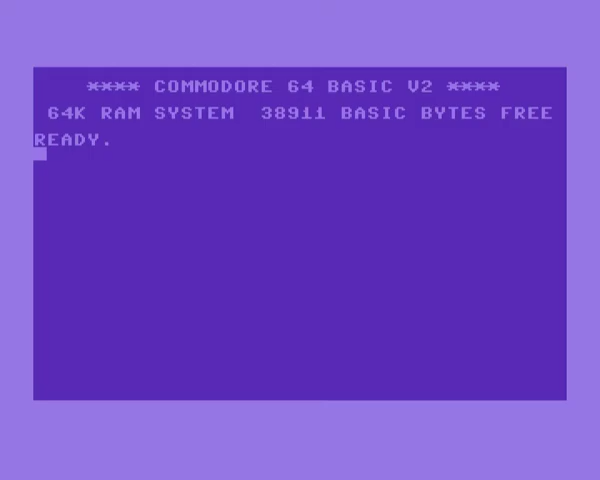 **** COMMODORE 64 BASIC V2 ****
64K RAM SYSTEM  38911 BASIC BYTES FREE
READY.